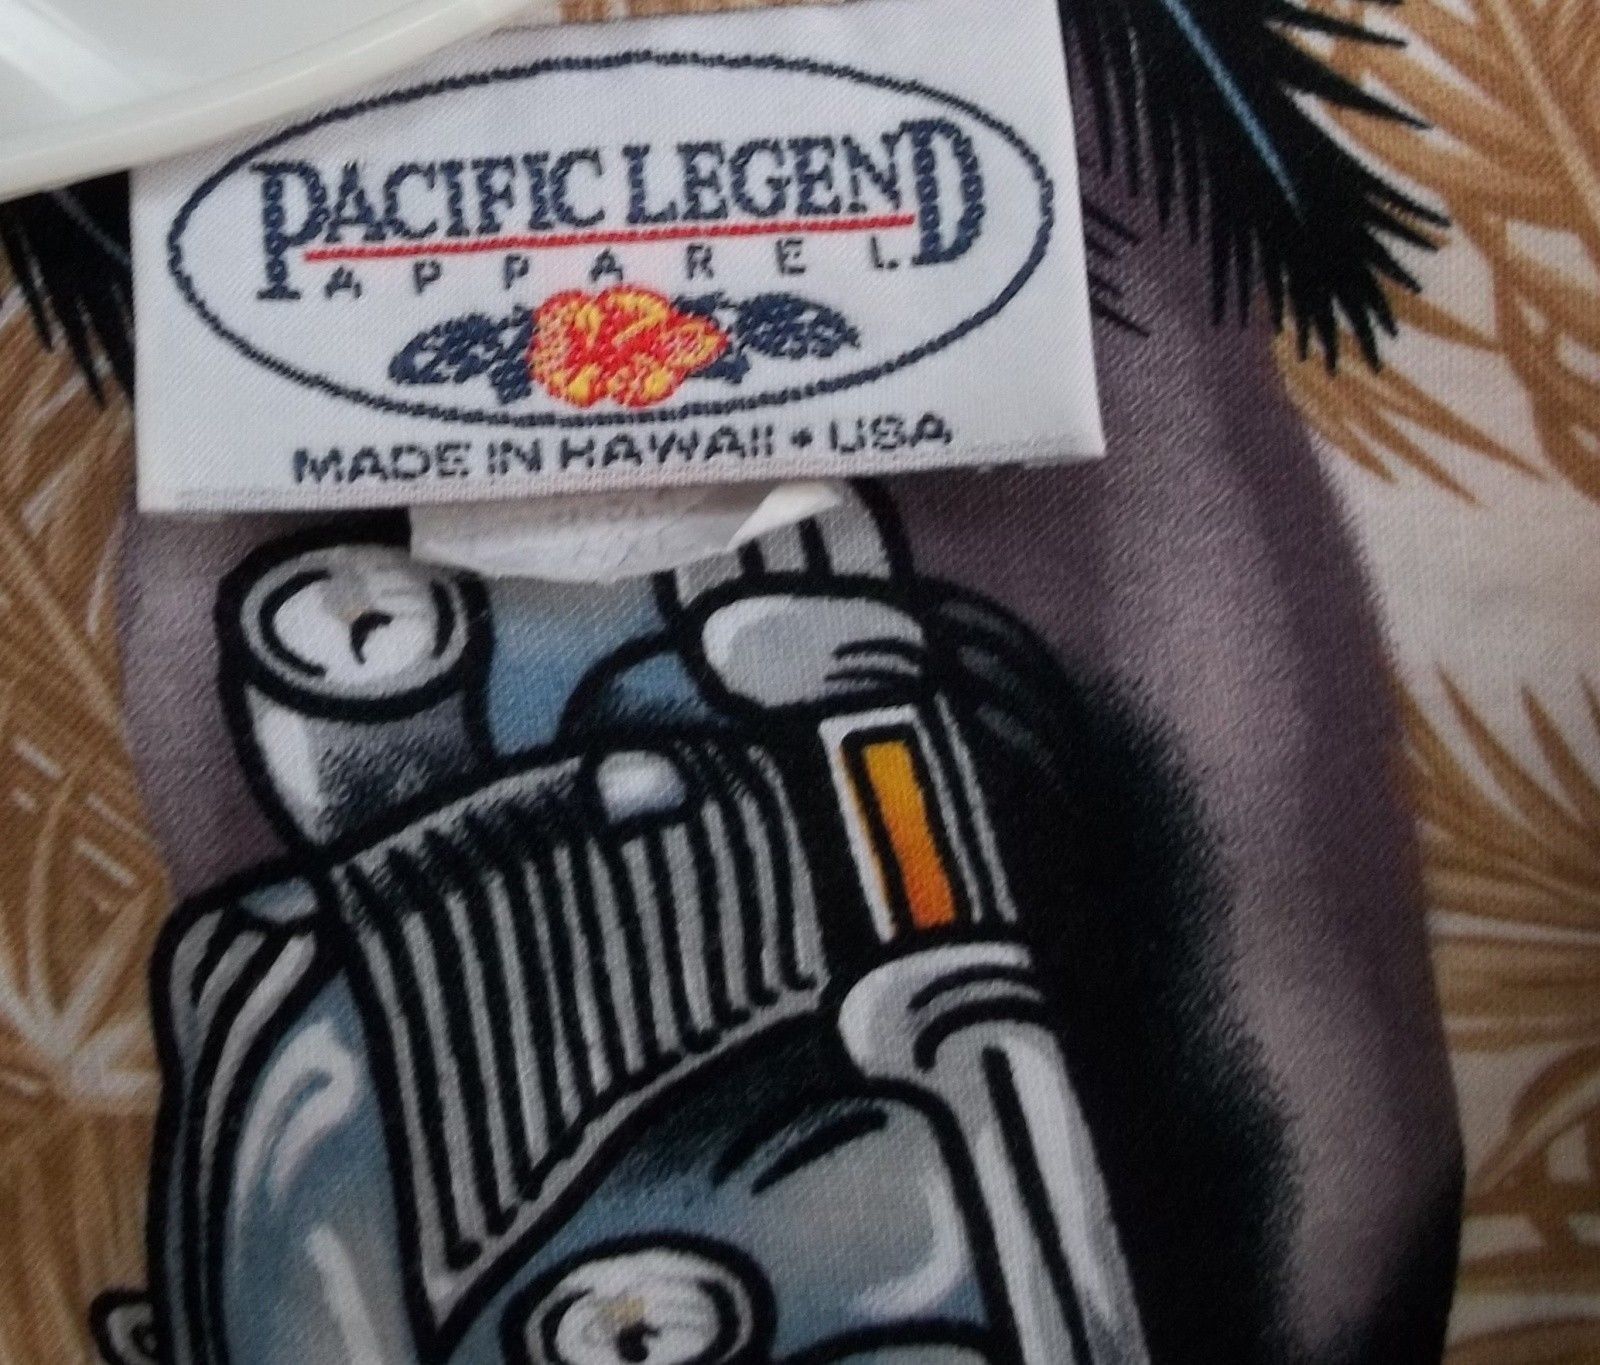 PACIFIC LEGEND
APPAREL
MADE IN HAWAII • USA